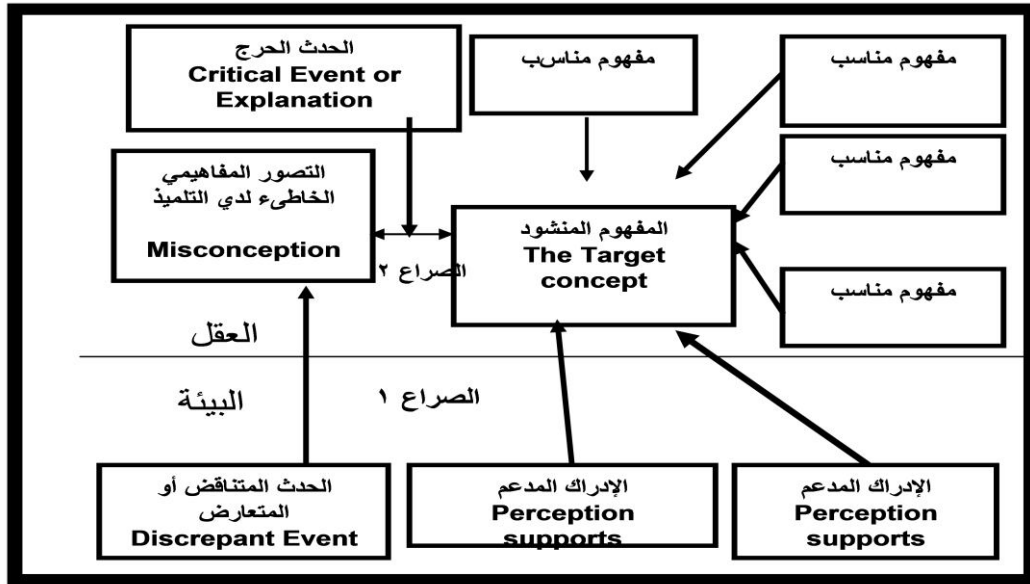 الحدث الحرج
Critical Event or
Explanation
مفهوم مناسب
مفهوم مناسب
التصور المفاهيمي
الخاطىء لدي التلميذ
Misconception
مفهوم مناسب
المفهوم المنشود
The Target
concept
الصراع ٢
مفهوم مناسب
العقل
البيئة
الصراع ١
الحدث المتناقض أو
المتعارض
Discrepant Event
الإدراك المدعم
Perception
supports
الإدراك المدعم
Perception
supports